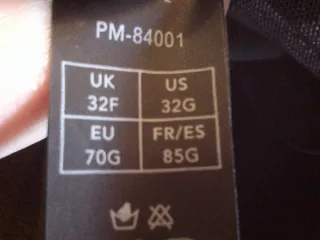 PM-84001
UK US
32F 32G
EU FR/ES
70G 85G